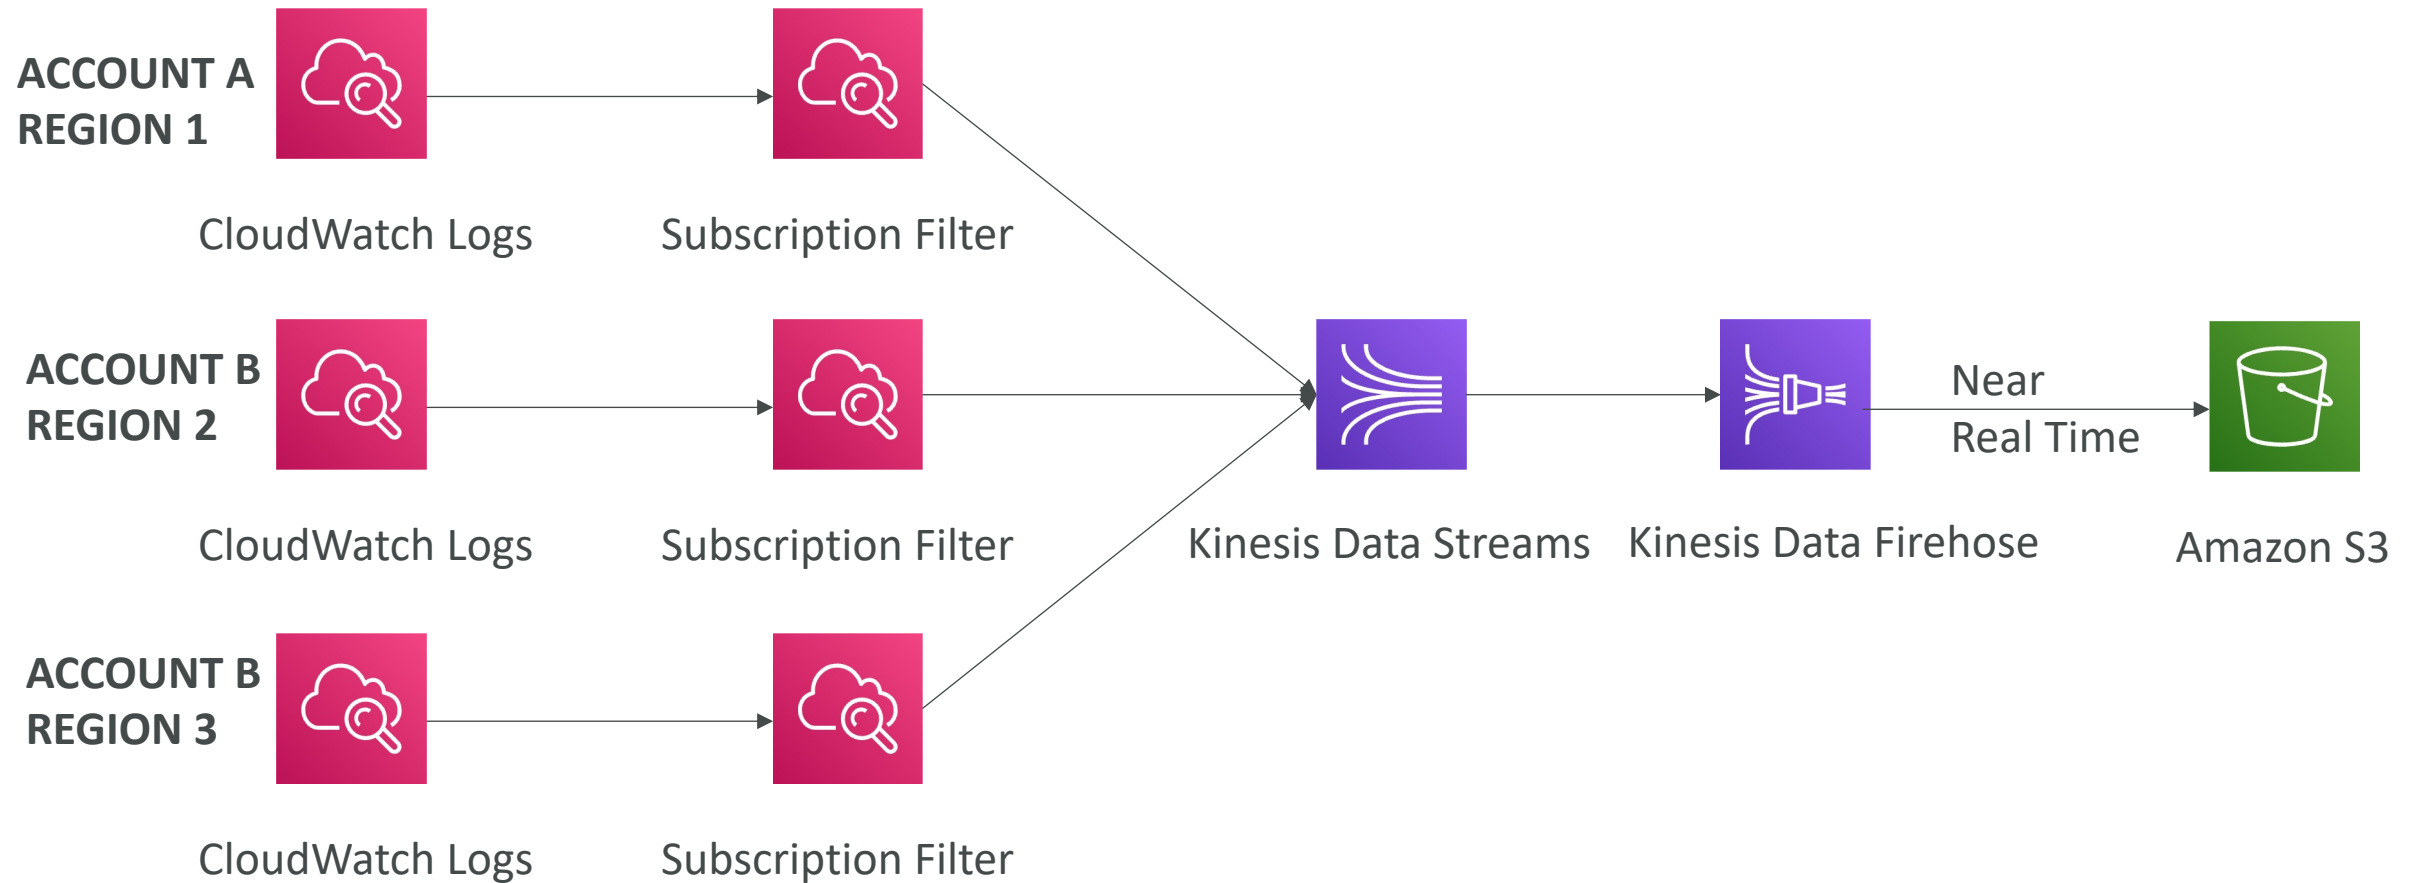 ACCOUNT A
REGION 1
CloudWatch Logs
Subscription Filter
ACCOUNT B
REGION 2
Near
Real Time
CloudWatch Logs
Subscription Filter
Kinesis Data Streams
Kinesis Data Firehose
Amazon S3
ACCOUNT B
REGION 3
CloudWatch Logs
Subscription Filter